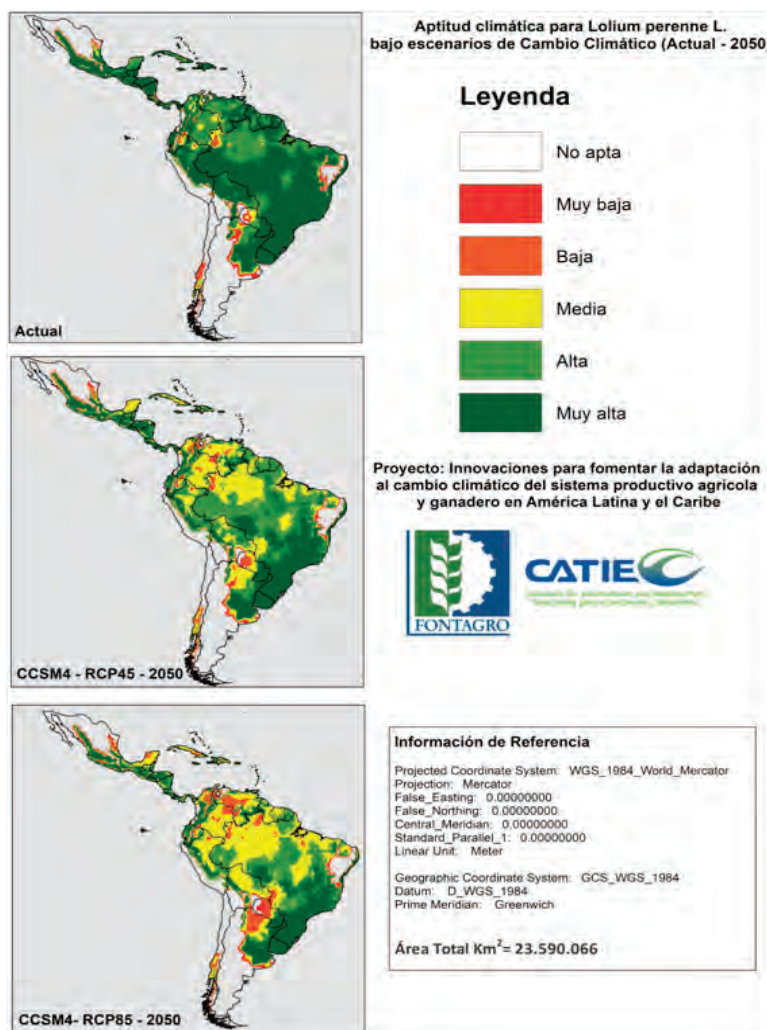 Aptitud climática para Lolium perenne L.
bajo escenarios de Cambio Climático (Actual - 2050)
Leyenda
No apta
Muy baja
Baja
Media
Alta
Muy alta
Actual
CCSM4 - RCP45 - 2050
CCSM4- RCP85 - 2050
Proyecto: Innovaciones para fomentar la adaptación
al cambio climático del sistema productivo agrícola
y ganadero en América Latina y el Caribe
FONTAGRO
CATIE
Información de Referencia
Projected Coordinate System: WGS_1984_World_Mercator
Projection: Mercator
False_Easting: 0.00000000
False_Northing: 0.00000000
Central_Meridian: 0.00000000
Standard_Parallel_1: 0.00000000
Linear Unit: Meter
Geographic Coordinate System: GCS_WGS_1984
Datum: D_WGS_1984
Prime Meridian: Greenwich
Área Total Km²= 23.590.066